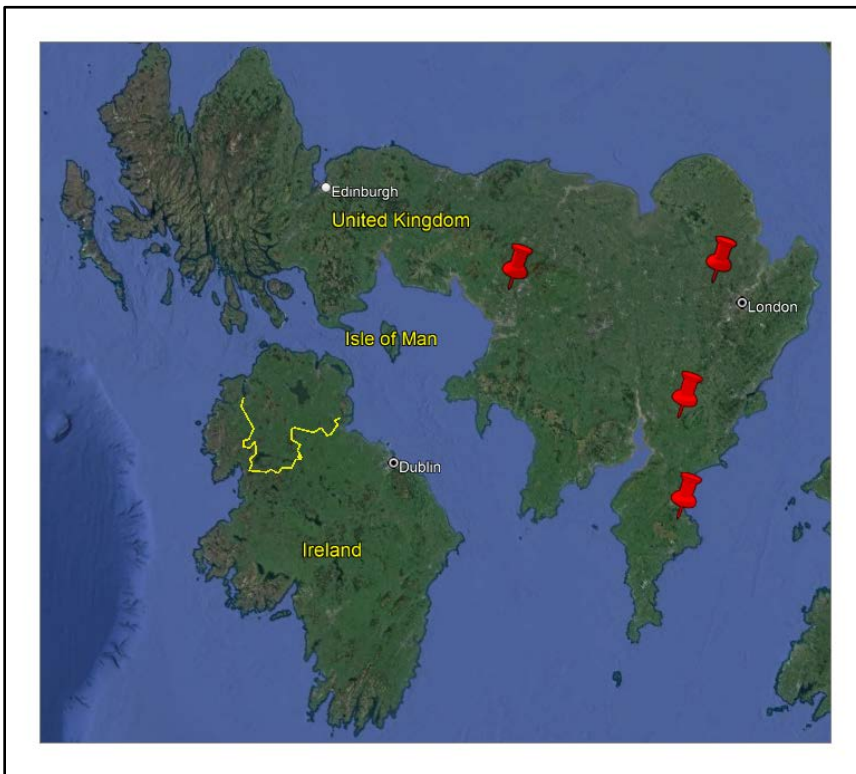 Edinburgh
United Kingdom
London
Isle of Man
Dublin
Ireland